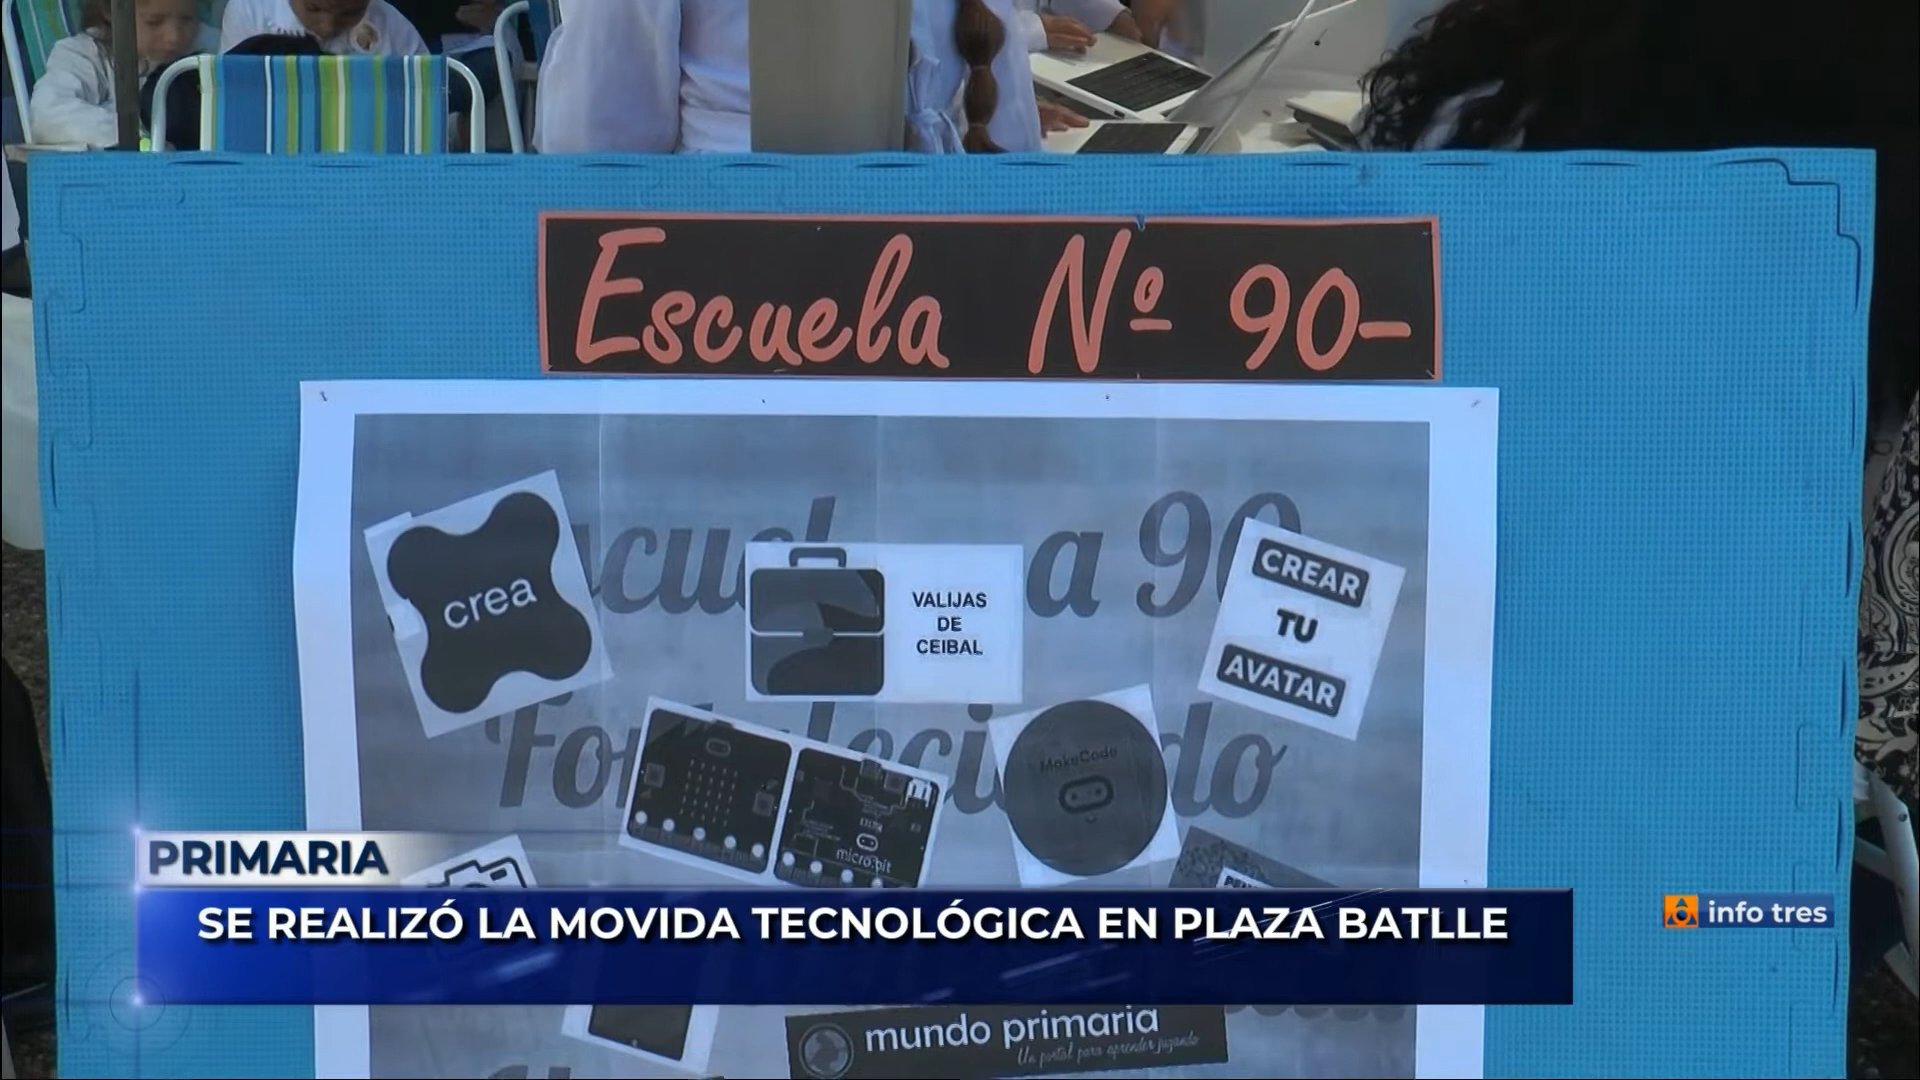 Escuela Nº 90-
crea
VALIJAS
DE
CEIBAL
a 90
CREAR
TU
AVATAR
MakeCode
micro:bit
PRIMARIA
SE REALIZÓ LA MOVIDA TECNOLÓGICA EN PLAZA BATLLE
info tres
mundo primaria
Un portal para aprender jugando